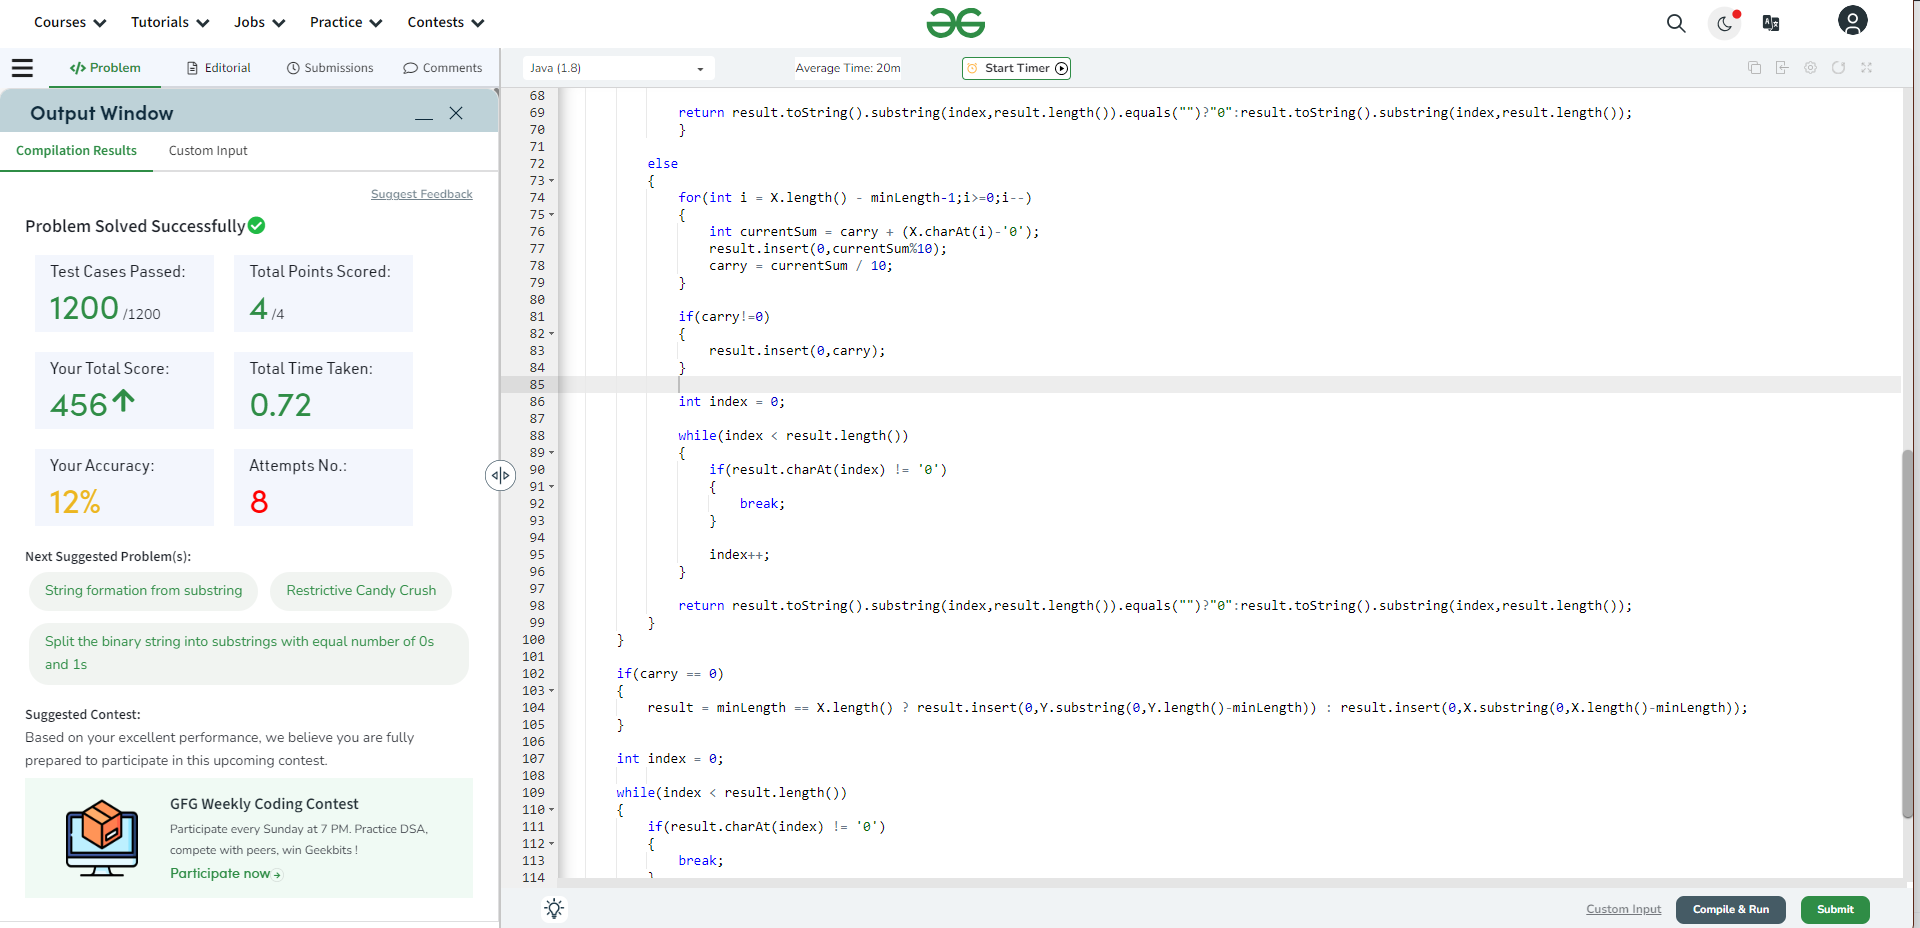 Courses Tutorials Jobs Practice Contests
</> Problem Editorial Submissions Comments
Java (1.8) Average Time: 20m Start Timer
Output Window
Compilation Results Custom Input
Suggest Feedback
Problem Solved Successfully
Test Cases Passed: Total Points Scored:
1200 /1200 4 /4
Your Total Score: Total Time Taken:
456 0.72
Your Accuracy: Attempts No.:
12% 8
Next Suggested Problem(s):
String formation from substring Restrictive Candy Crush
Split the binary string into substrings with equal number of 0s
and 1s
Suggested Contest:
Based on your excellent performance, we believe you are fully
prepared to participate in this upcoming contest.
GFG Weekly Coding Contest
Participate every Sunday at 7 PM. Practice DSA,
compete with peers, win Geekbits !
Participate now
68
69 return result.toString().substring(index,result.length()).equals("")?"0":result.toString().substring(index,result.length());
70 }
71
72 else
73 {
74 for(int i = X.length() - minLength-1;i>=0;i--)
75 {
76 int currentSum = carry + (X.charAt(i)-'0');
77 result.insert(0,currentSum%10);
78 carry = currentSum / 10;
79 }
80
81 if(carry!=0)
82 {
83 result.insert(0,carry);
84 }
85
86 int index = 0;
87
88 while(index < result.length())
89 {
90 if(result.charAt(index) != '0')
91 {
92 break;
93 }
94
95 index++;
96 }
97
98 return result.toString().substring(index,result.length()).equals("")?"0":result.toString().substring(index,result.length());
99 }
100 }
101
102 if(carry == 0)
103 {
104 result = minLength == X.length() ? result.insert(0,Y.substring(0,Y.length()-minLength)) : result.insert(0,X.substring(0,X.length()-minLength));
105 }
106
107 int index = 0;
108
109 while(index < result.length())
110 {
111 if(result.charAt(index) != '0')
112 {
113 break;
114 }
Custom Input Compile & Run Submit